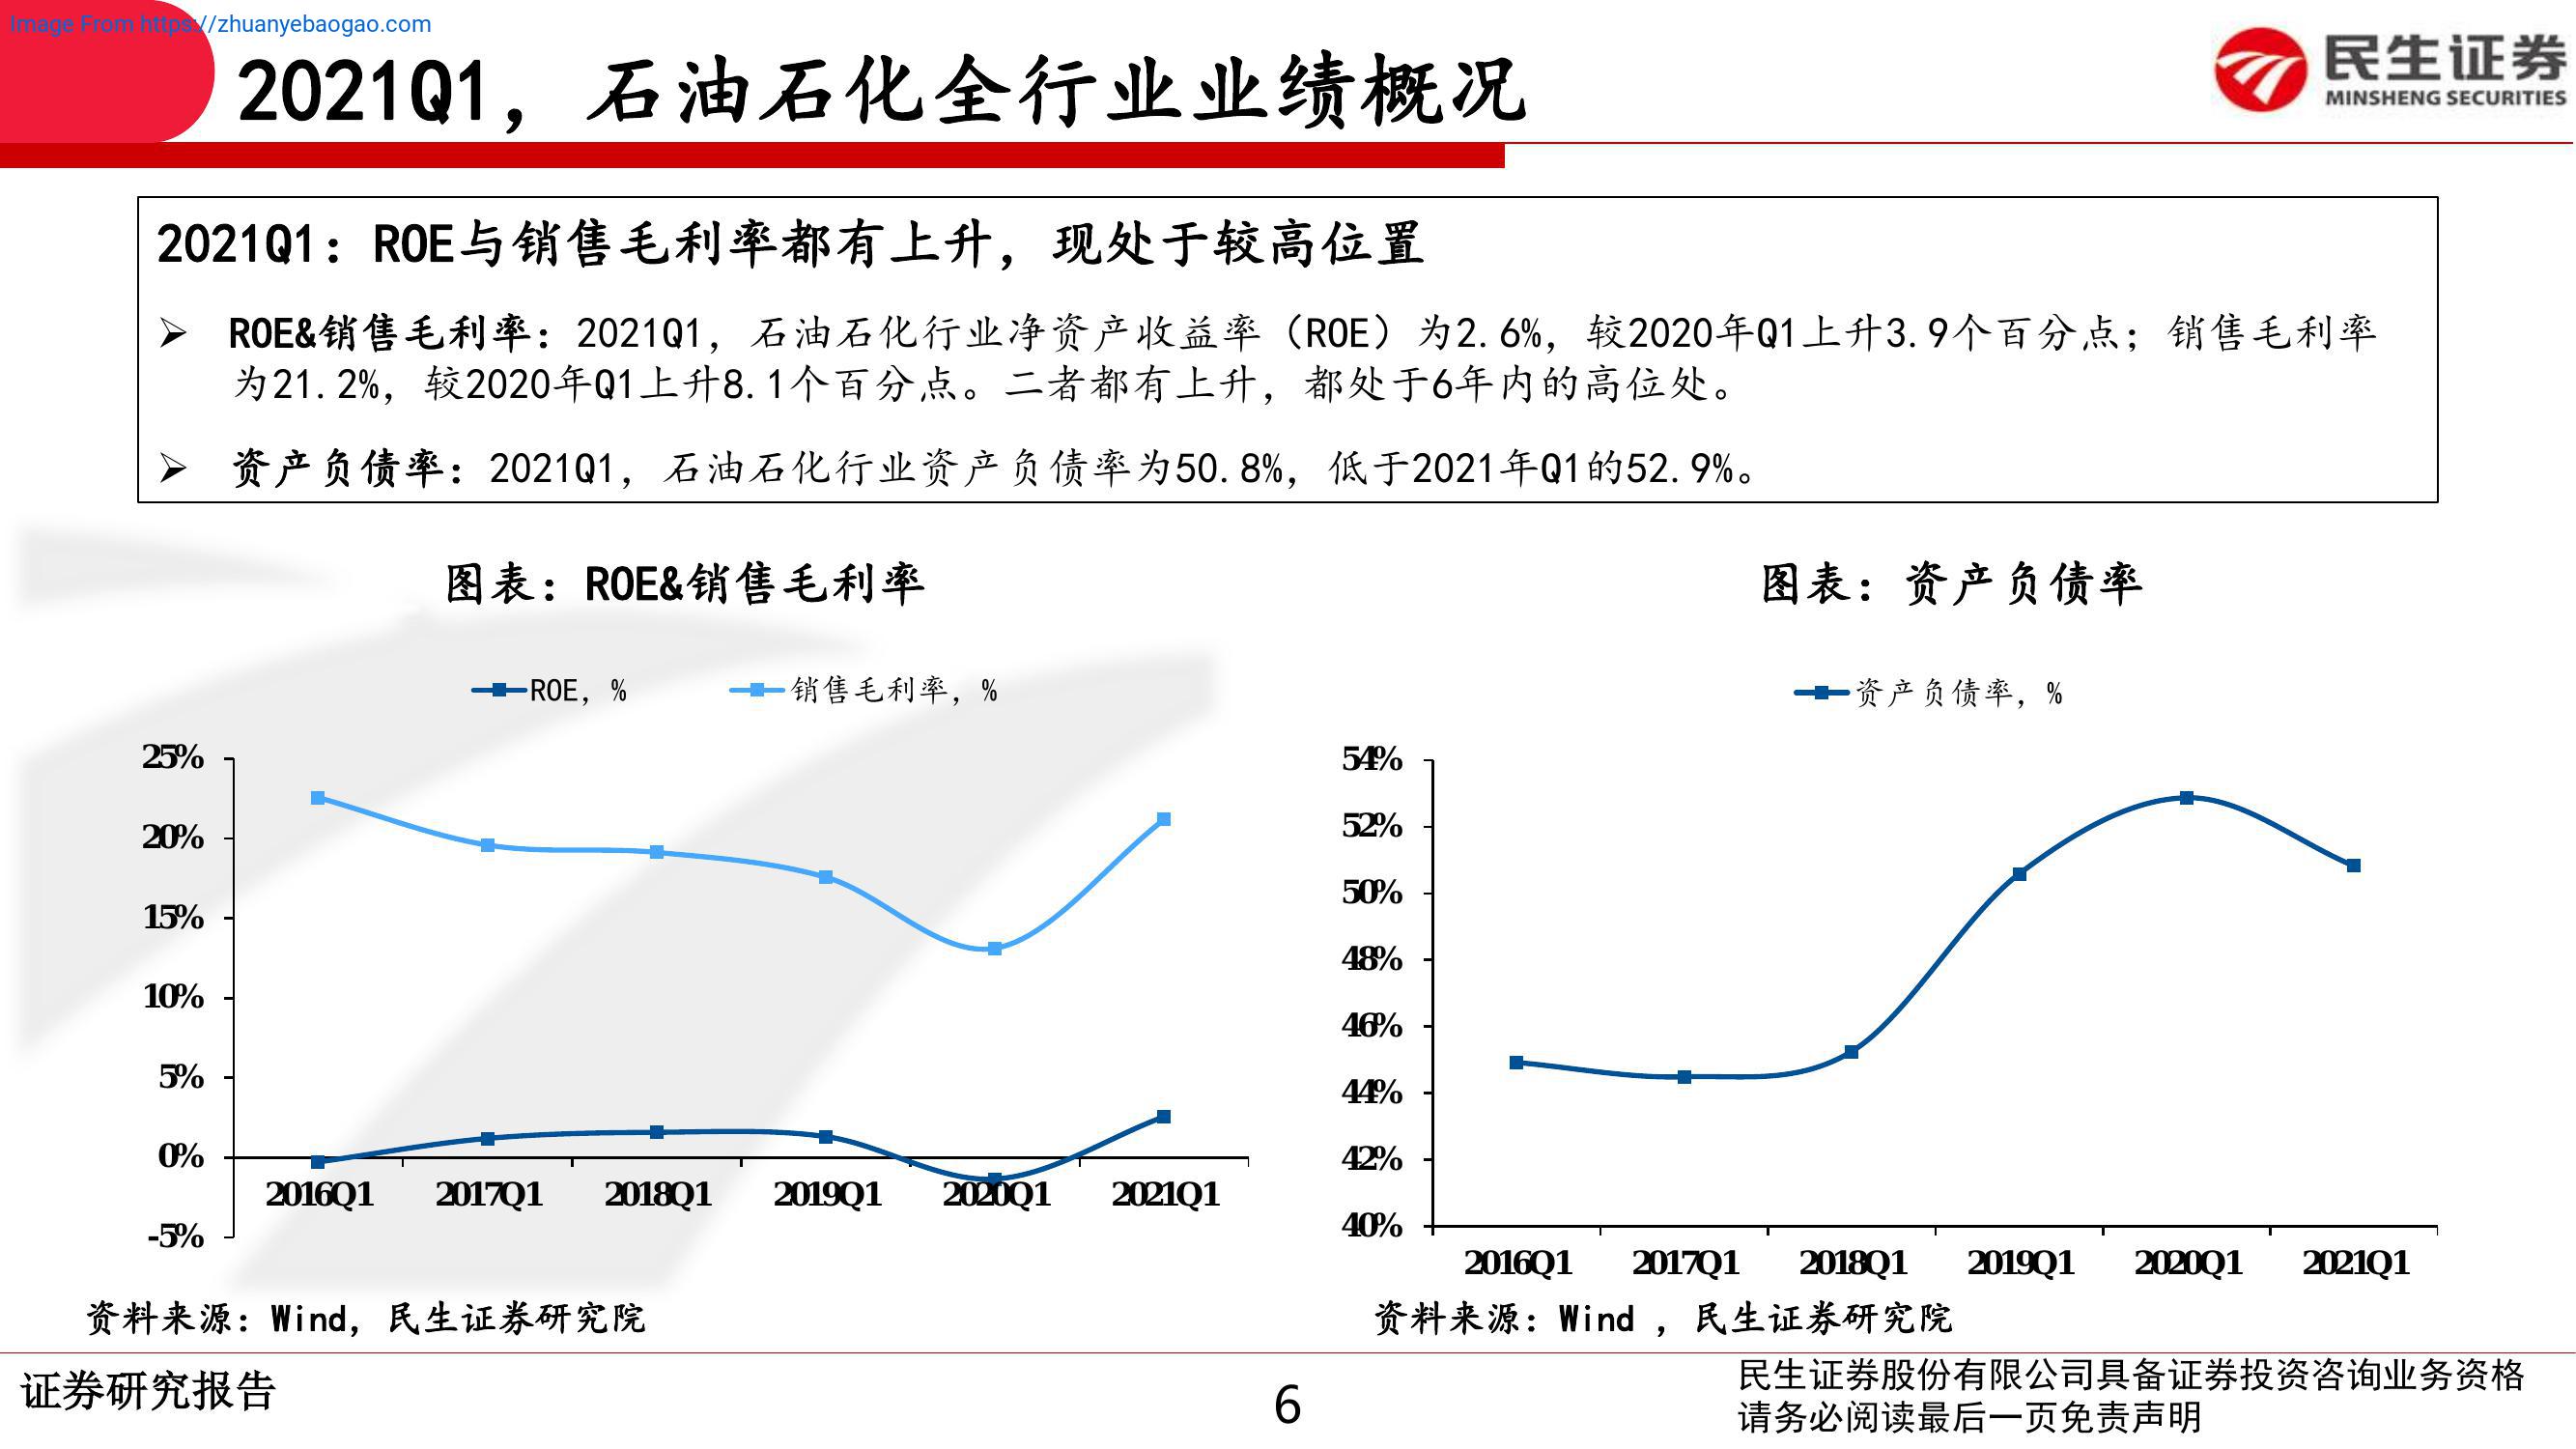 Image From https://zhuanyebaogao.com
2021Q1，石油石化全行业业绩概况
民生证券
MINSHENG SECURITIES
2021Q1：ROE与销售毛利率都有上升，现处于较高位置
➢ ROE&销售毛利率：2021Q1，石油石化行业净资产收益率（ROE）为2.6%，较2020年Q1上升3.9个百分点；销售毛利率
为21.2%，较2020年Q1上升8.1个百分点。二者都有上升，都处于6年内的高位处。
➢ 资产负债率：2021Q1，石油石化行业资产负债率为50.8%，低于2021年Q1的52.9%。
图表：ROE&销售毛利率
ROE，% 销售毛利率，%
25%
20%
15%
10%
5%
0%
-5%
2016Q1 2017Q1 2018Q1 2019Q1 2020Q1 2021Q1
资料来源：Wind，民生证券研究院
图表：资产负债率
资产负债率，%
54%
52%
50%
48%
46%
44%
42%
40%
2016Q1 2017Q1 2018Q1 2019Q1 2020Q1 2021Q1
资料来源：Wind ，民生证券研究院
证券研究报告
6
民生证券股份有限公司具备证券投资咨询业务资格
请务必阅读最后一页免责声明